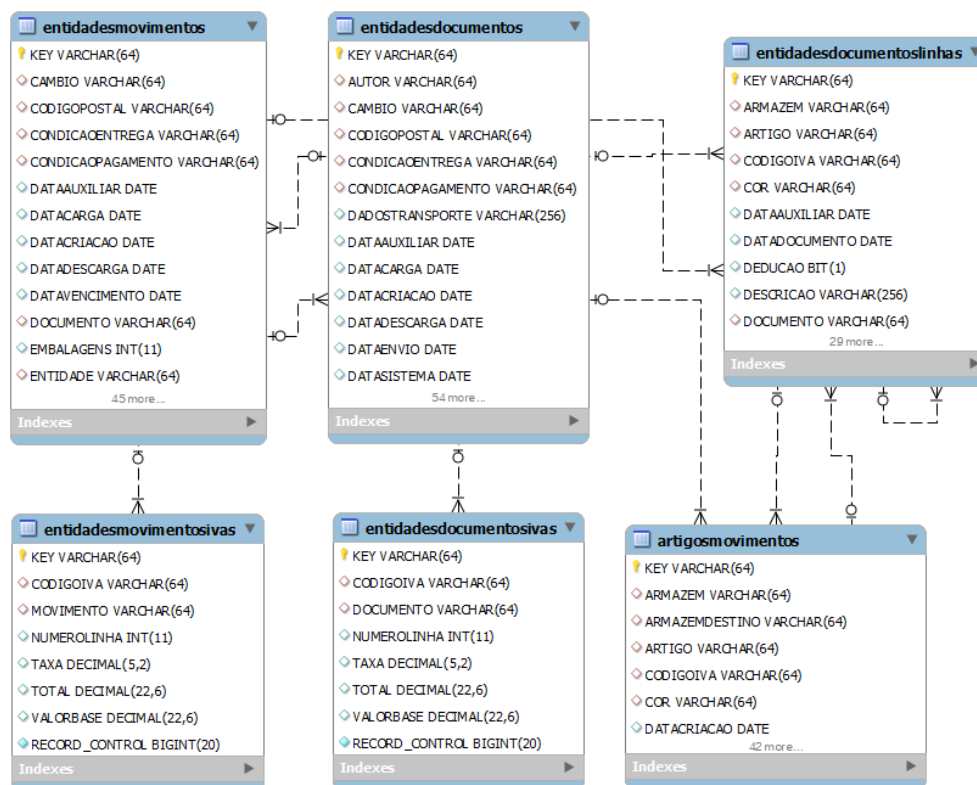 entidadesmovimentos
KEY VARCHAR(64)
CAMBIO VARCHAR(64)
CODIGOPOSTAL VARCHAR(64)
CONDICAOENTREGA VARCHAR(64)
CONDICAOPAGAMENTO VARCHAR(64)
DATAAUXILIAR DATE
DATACARGA DATE
DATACRIACAO DATE
DATADESCARGA DATE
DATAVENCIMENTO DATE
DOCUMENTO VARCHAR(64)
EMBALAGENS INT(11)
ENTIDADE VARCHAR(64)
45 more...
Indexes
entidadesdocumentos
KEY VARCHAR(64)
AUTOR VARCHAR(64)
CAMBIO VARCHAR(64)
CODIGOPOSTAL VARCHAR(64)
CONDICAOENTREGA VARCHAR(64)
CONDICAOPAGAMENTO VARCHAR(64)
DADOSTRANSPORTE VARCHAR(256)
DATAAUXILIAR DATE
DATACARGA DATE
DATACRIACAO DATE
DATADESCARGA DATE
DATAENVIO DATE
DATASISTEMA DATE
54 more...
Indexes
entidadesdocumentoslinhas
KEY VARCHAR(64)
ARMAZEM VARCHAR(64)
ARTIGO VARCHAR(64)
CODIGOIVA VARCHAR(64)
COR VARCHAR(64)
DATAAUXILIAR DATE
DATADOCUMENTO DATE
DEDUCAO BIT(1)
DESCRICAO VARCHAR(256)
DOCUMENTO VARCHAR(64)
29 more...
Indexes
entidadesmovimentosivas
KEY VARCHAR(64)
CODIGOIVA VARCHAR(64)
MOVIMENTO VARCHAR(64)
NUMEROLINHA INT(11)
TAXA DECIMAL(5,2)
TOTAL DECIMAL(22,6)
VALORBASE DECIMAL(22,6)
RECORD_CONTROL BIGINT(20)
Indexes
entidadesdocumentosivas
KEY VARCHAR(64)
CODIGOIVA VARCHAR(64)
DOCUMENTO VARCHAR(64)
NUMEROLINHA INT(11)
TAXA DECIMAL(5,2)
TOTAL DECIMAL(22,6)
VALORBASE DECIMAL(22,6)
RECORD_CONTROL BIGINT(20)
Indexes
artigosmovimentos
KEY VARCHAR(64)
ARMAZEM VARCHAR(64)
ARMAZEMDESTINO VARCHAR(64)
ARTIGO VARCHAR(64)
CODIGOIVA VARCHAR(64)
COR VARCHAR(64)
DATACRIACAO DATE
42 more...
Indexes